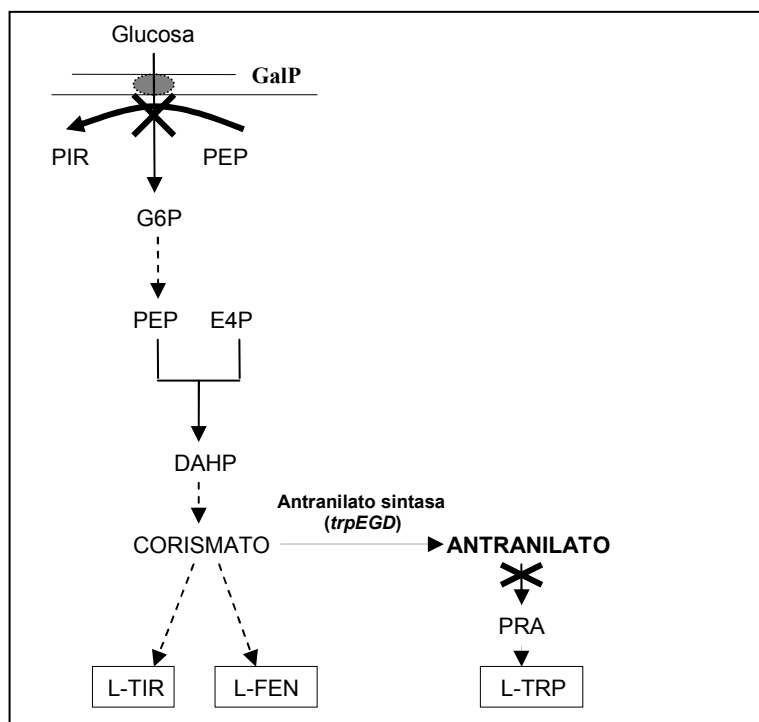 Glucosa
GalP
PIR PEP
G6P
PEP E4P
DAHP
Antranilato sintasa
(trpEGD)
CORISMATO ANTRANILATO
PRA
L-TIR L-FEN L-TRP